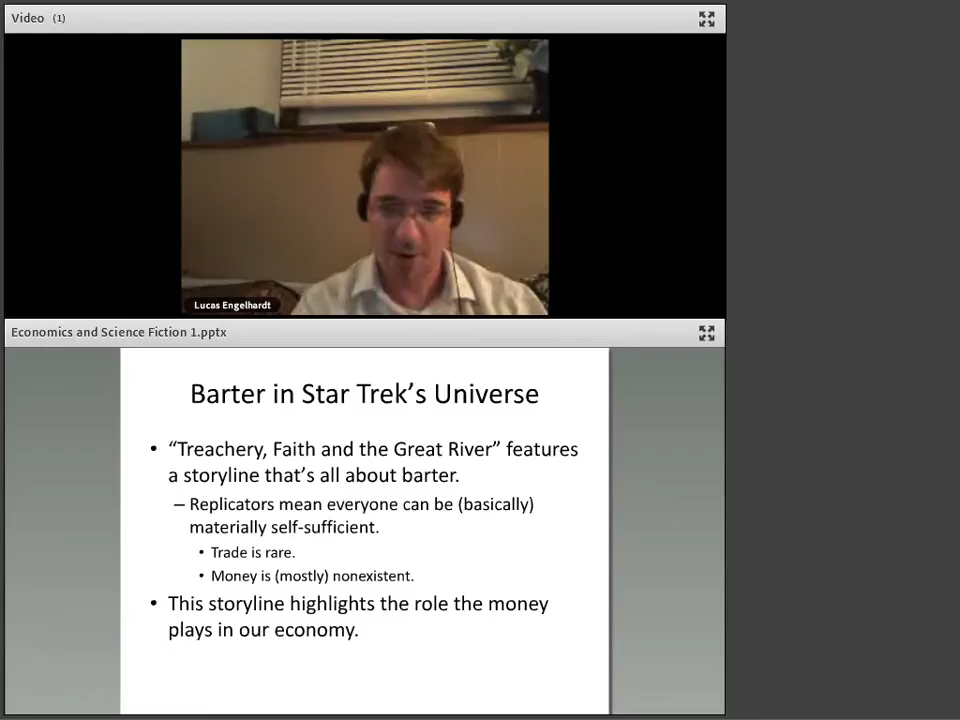 Video (1)
Lucas Engelhardt
Economics and Science Fiction 1.pptx
Barter in Star Trek's Universe
• “Treachery, Faith and the Great River” features
a storyline that's all about barter.
– Replicators mean everyone can be (basically)
materially self-sufficient.
• Trade is rare.
• Money is (mostly) nonexistent.
• This storyline highlights the role the money
plays in our economy.